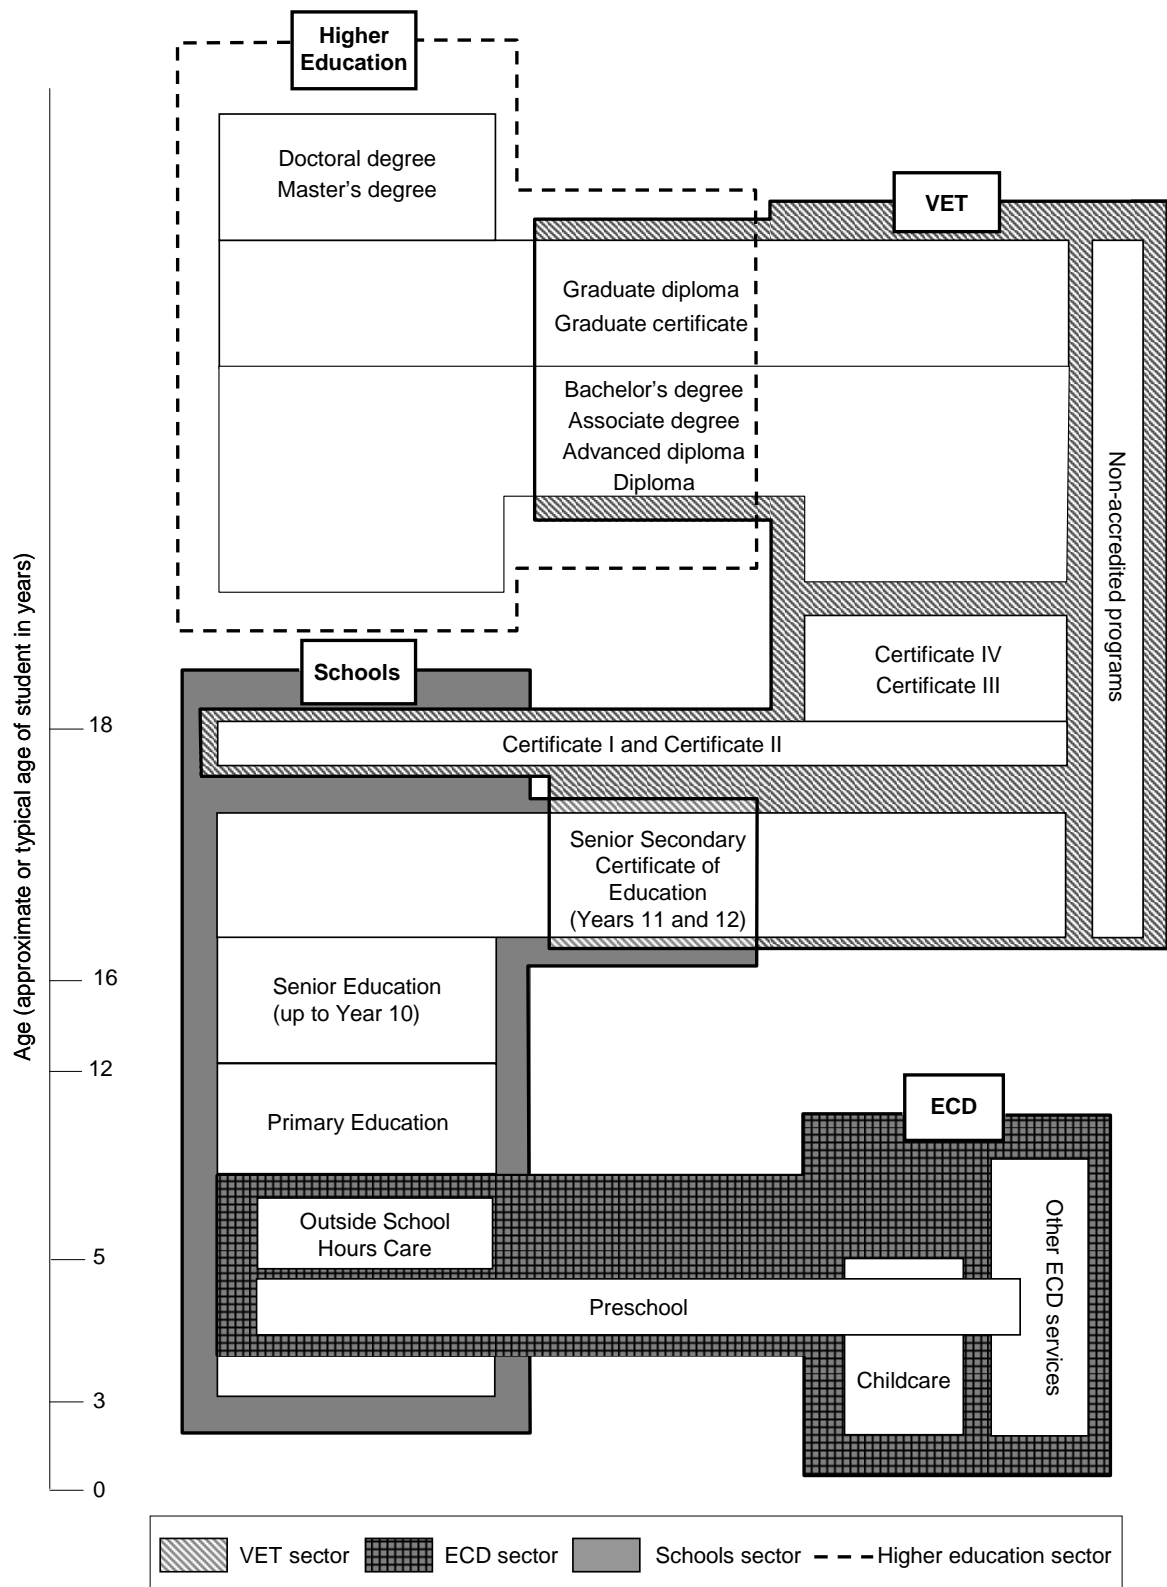 Higher
Education
Doctoral degree
Master's degree
VET
Graduate diploma
Graduate certificate
Bachelor's degree
Associate degree
Advanced diploma
Diploma
Non-accredited programs
Age (approximate or typical age of student in years)
Schools
Certificate IV
Certificate III
18
Certificate I and Certificate II
Senior Secondary
Certificate of
Education
(Years 11 and 12)
16
Senior Education
(up to Year 10)
12
Primary Education
ECD
Outside School
Hours Care
Other ECD services
5
Preschool
Childcare
3
0
VET sector
ECD sector
Schools sector
Higher education sector